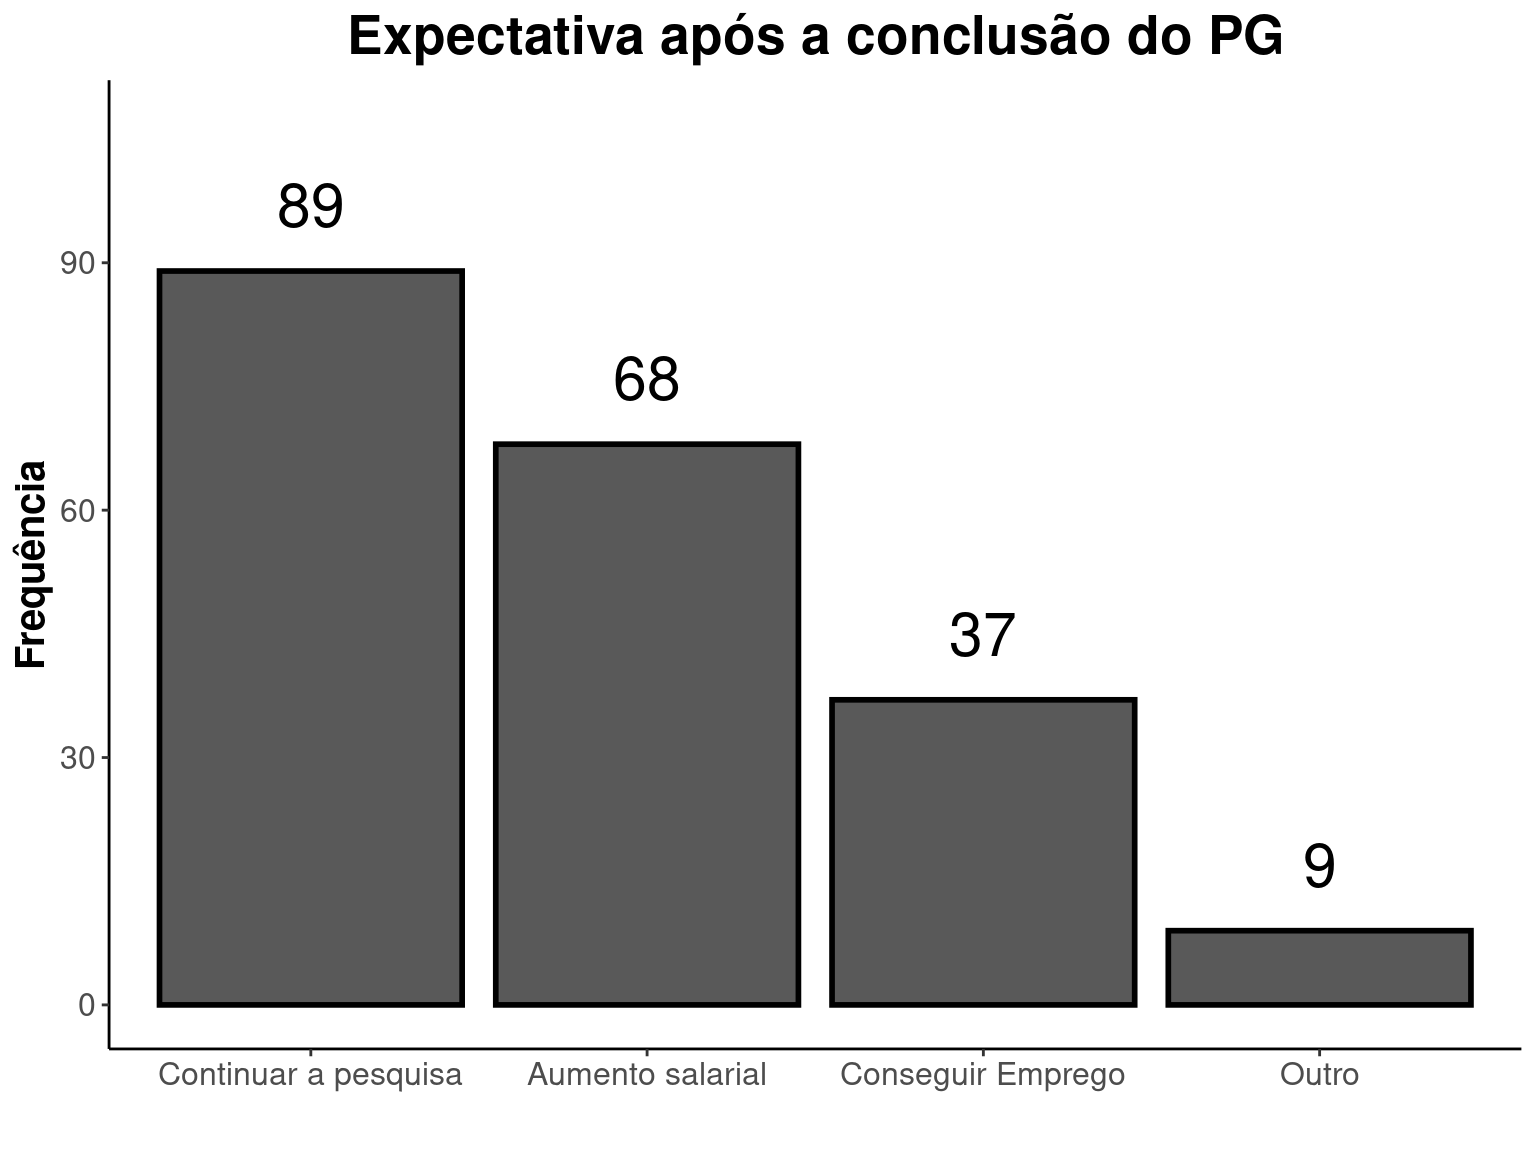 Expectativa após a conclusão do PG
Frequência
90
60
30
0
89
68
37
9
Continuar a pesquisa
Aumento salarial
Conseguir Emprego
Outro